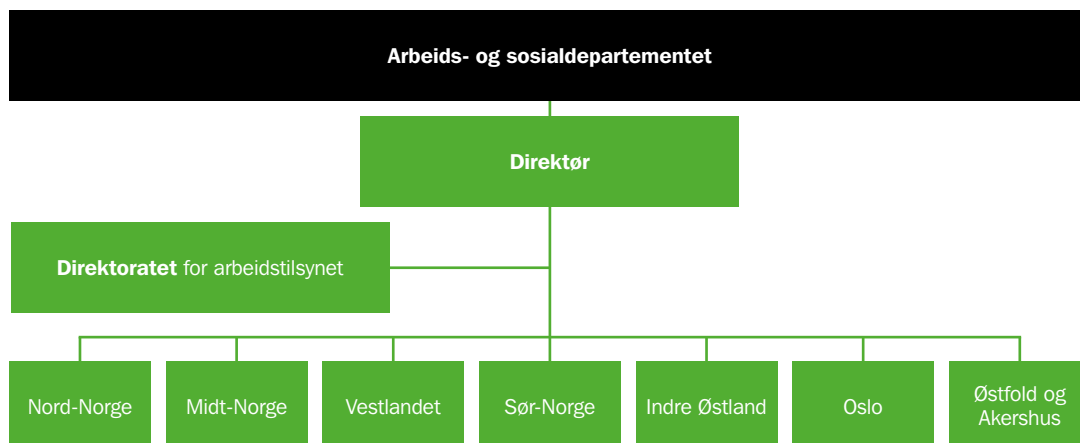 Arbeids- og sosialdepartementet
Direktør
Direktoratet for arbeidstilsynet
Nord-Norge
Midt-Norge
Vestlandet
Sør-Norge
Indre Østland
Oslo
Østfold og
Akershus